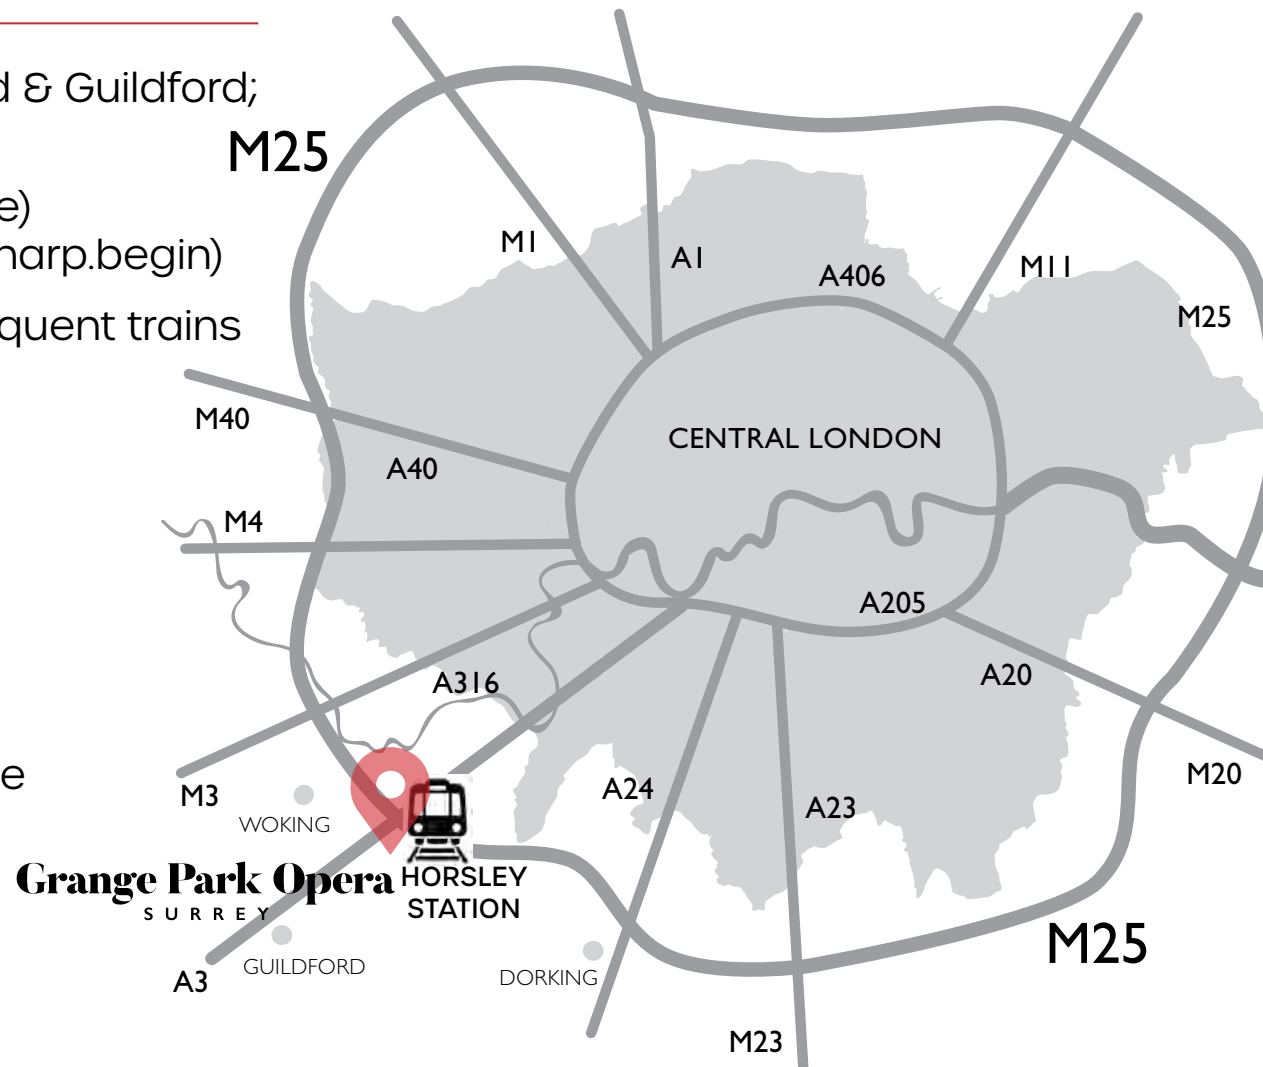 d & Guildford;
e)
harp.begin)
quent trains
e
M25
M1
A1
A406
M11
M25
M40
A40
CENTRAL LONDON
M4
A205
A316
A20
M3
WOKING
A24
A23
M20
Grange Park Opera
SURREY
HORSLEY
STATION
A3
GUILDFORD
DORKING
M25
M23